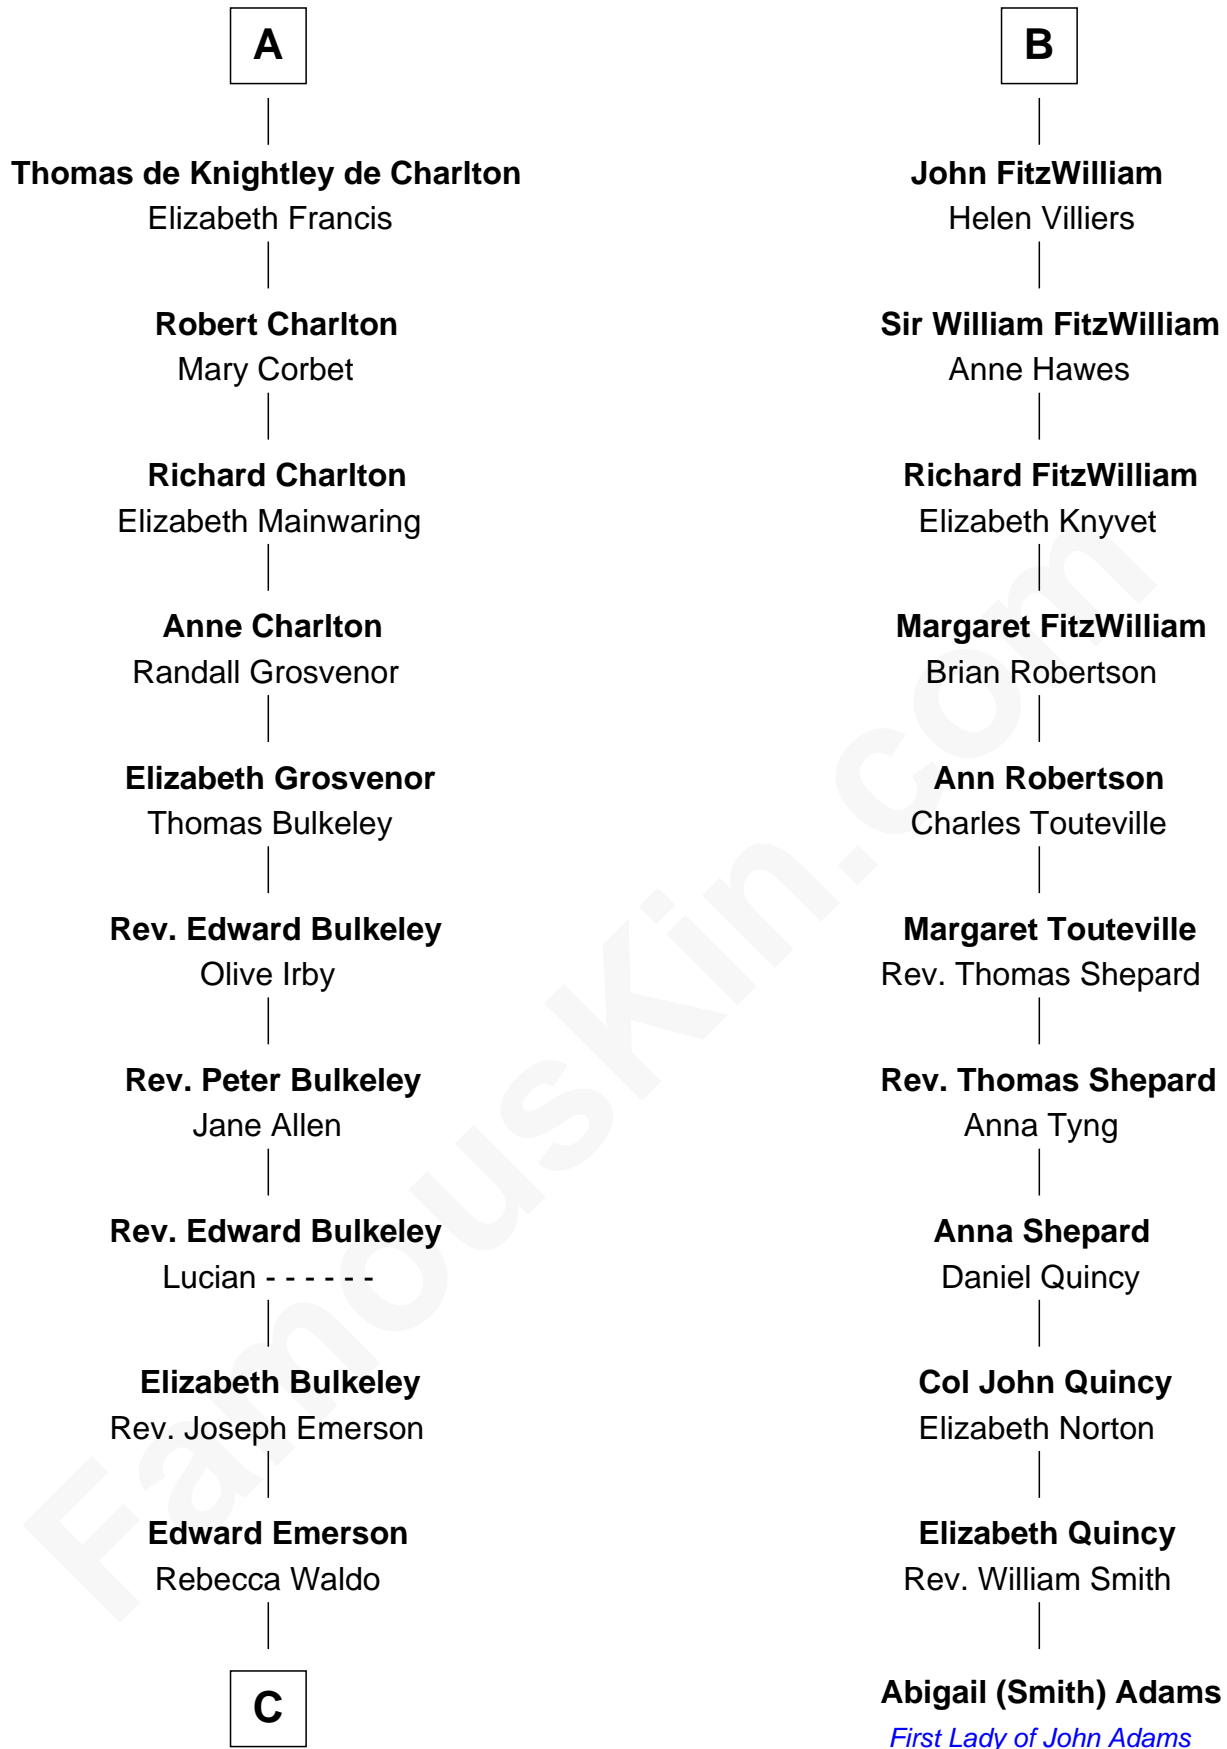 A
Thomas de Knightley de Charlton
Elizabeth Francis
Robert Charlton
Mary Corbet
Richard Charlton
Elizabeth Mainwaring
Anne Charlton
Randall Grosvenor
Elizabeth Grosvenor
Thomas Bulkeley
Rev. Edward Bulkeley
Olive Irby
Rev. Peter Bulkeley
Jane Allen
Rev. Edward Bulkeley
Lucian - - - - - -
Elizabeth Bulkeley
Rev. Joseph Emerson
Edward Emerson
Rebecca Waldo
C
B
John FitzWilliam
Helen Villiers
Sir William FitzWilliam
Anne Hawes
Richard FitzWilliam
Elizabeth Knyvet
Margaret FitzWilliam
Brian Robertson
Ann Robertson
Charles Touteville
Margaret Touteville
Rev. Thomas Shepard
Rev. Thomas Shepard
Anna Tyng
Anna Shepard
Daniel Quincy
Col John Quincy
Elizabeth Norton
Elizabeth Quincy
Rev. William Smith
Abigail (Smith) Adams
First Lady of John Adams
FamousKin.com